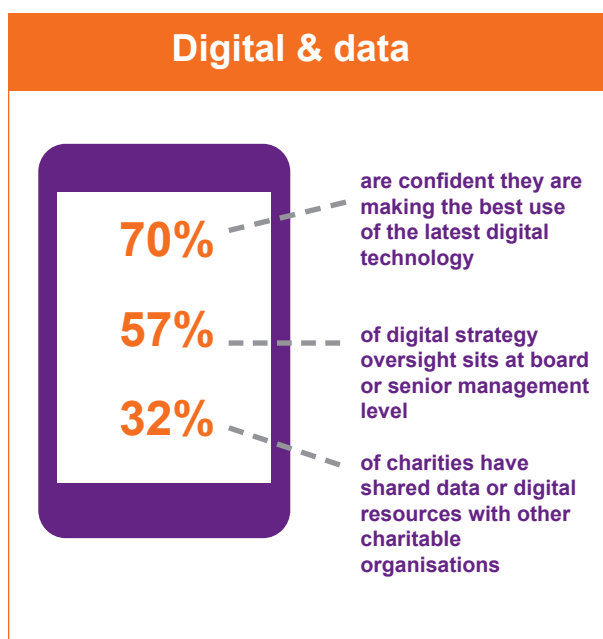 Digital & data
70%
are confident they are
making the best use
of the latest digital
technology
57%
of digital strategy
oversight sits at board
or senior management
level
32%
of charities have
shared data or digital
resources with other
charitable
organisations